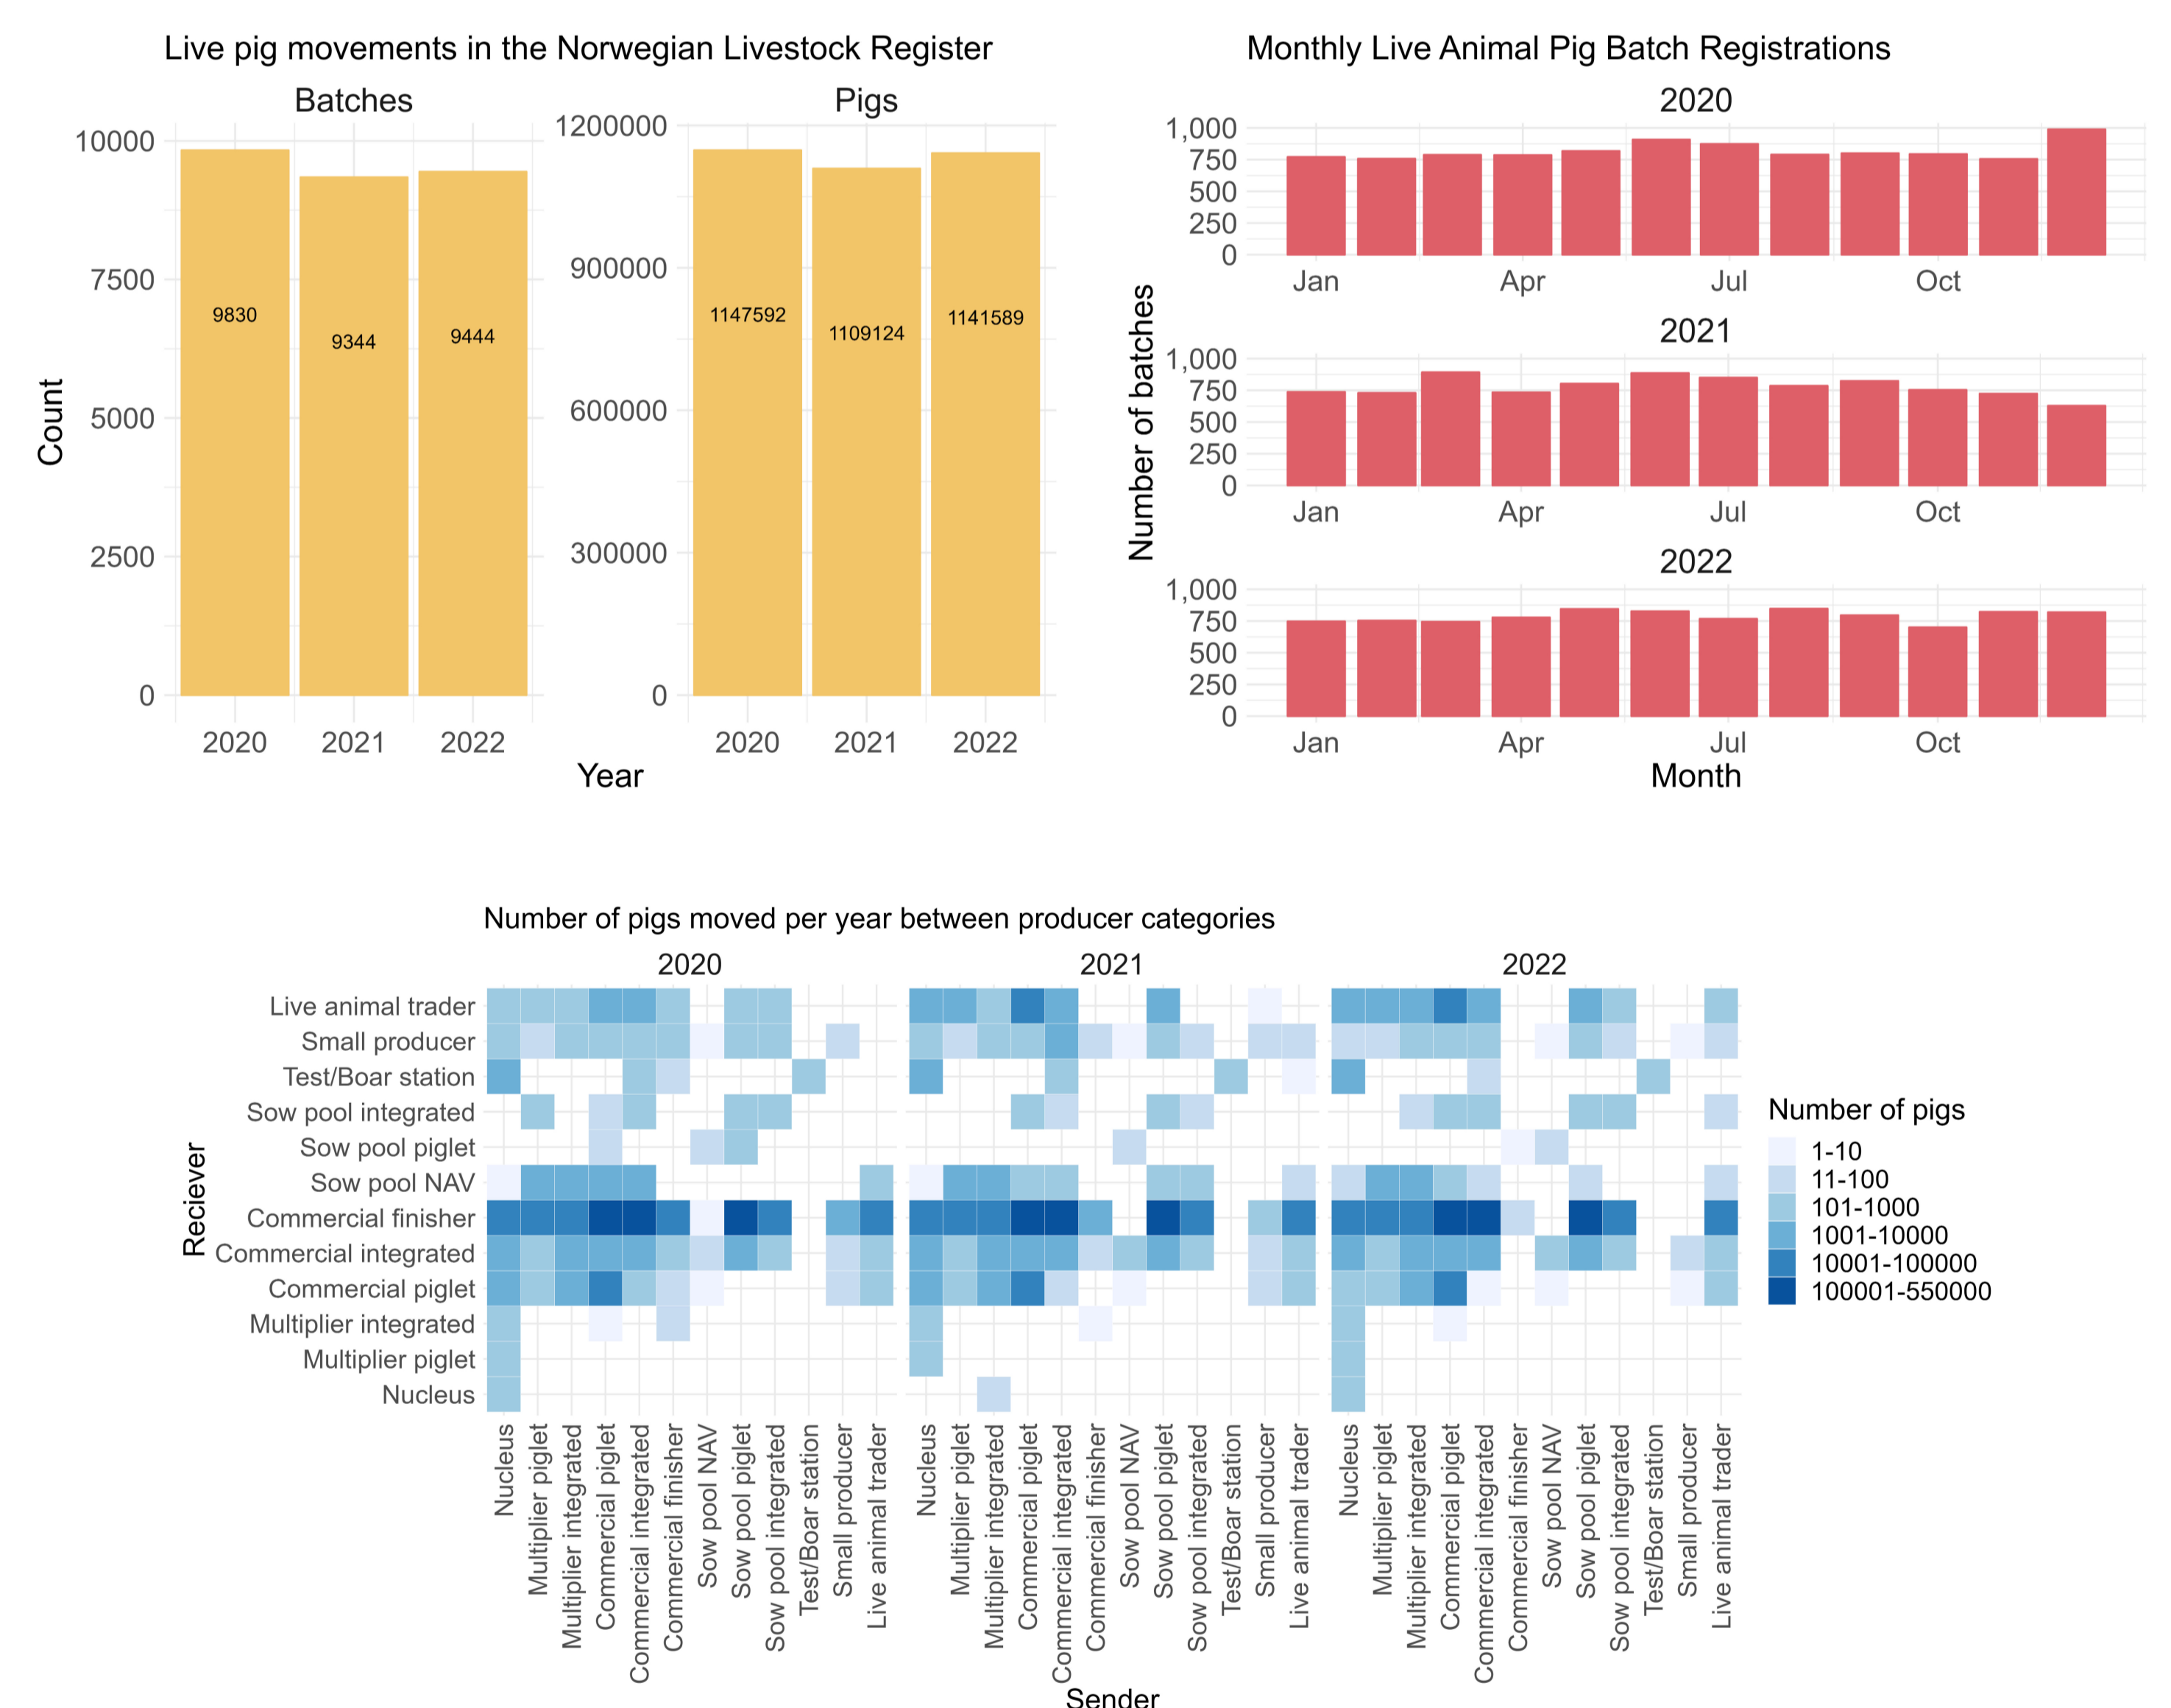 Live pig movements in the Norwegian Livestock Register
Batches
Pigs
10000
7500
5000
2500
0
Count
9830
9344
9444
2020
2021
2022
1200000
900000
600000
300000
0
1147592
1109124
1141589
2020
2021
2022
Year
Monthly Live Animal Pig Batch Registrations
Number of batches
2020
1,000
750
500
250
0
Jan
Apr
Jul
Oct
2021
1,000
750
500
250
0
Jan
Apr
Jul
Oct
2022
1,000
750
500
250
0
Jan
Apr
Jul
Oct
Month
Number of pigs moved per year between producer categories
2020
2021
2022
Reciever
Live animal trader
Small producer
Test/Boar station
Sow pool integrated
Sow pool piglet
Sow pool NAV
Commercial finisher
Commercial integrated
Commercial piglet
Multiplier integrated
Multiplier piglet
Nucleus
Nucleus
Multiplier piglet
Multiplier integrated
Commercial piglet
Commercial integrated
Commercial finisher
Sow pool NAV
Sow pool piglet
Sow pool integrated
Test/Boar station
Small producer
Live animal trader
Nucleus
Multiplier piglet
Multiplier integrated
Commercial piglet
Commercial integrated
Commercial finisher
Sow pool NAV
Sow pool piglet
Sow pool integrated
Test/Boar station
Small producer
Live animal trader
Nucleus
Multiplier piglet
Multiplier integrated
Commercial piglet
Commercial integrated
Commercial finisher
Sow pool NAV
Sow pool piglet
Sow pool integrated
Test/Boar station
Small producer
Live animal trader
Sender
Number of pigs
1-10
11-100
101-1000
1001-10000
10001-100000
100001-550000